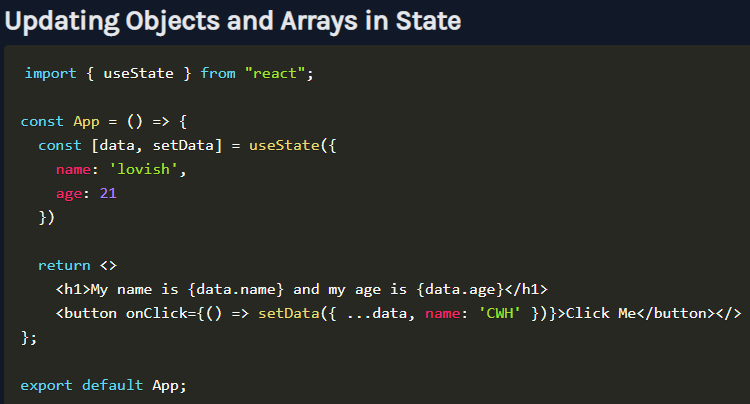 Updating Objects and Arrays in State
import { useState } from "react";
const App = () => {
const [data, setData] = useState({
name: 'lovish',
age: 21
})
return <>
<h1>My name is {data.name} and my age is {data.age}</h1>
<button onClick={() => setData({ ...data, name: 'CWH' })}>Click Me</button></>
};
export default App;